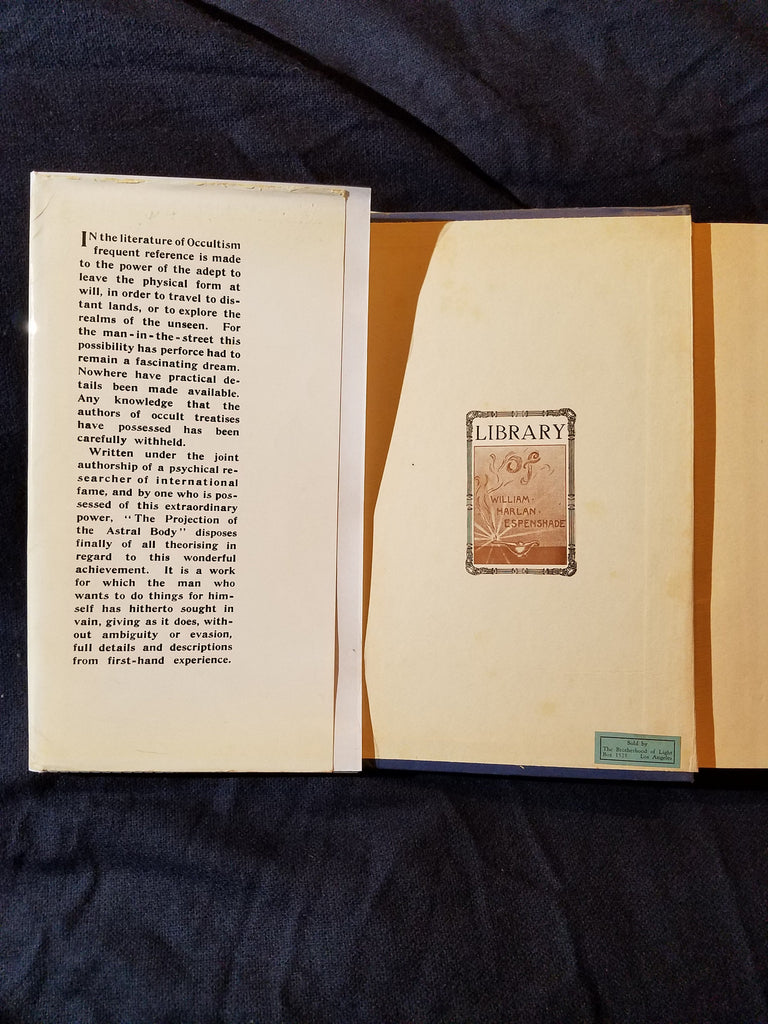 IN the literature of Occultism
frequent reference is made
to the power of the adept to
leave the physical form at
will, in order to travel to dis-
tant lands, or to explore the
realms of the unseen. For
the man-in-the-street this
possibility has perforce had to
remain a fascinating dream.
Nowhere have practical de-
tails been made available.
Any knowledge that the
authors of occult treatises
have possessed has been
carefully withheld.
Written under the joint
authorship of a psychical re-
searcher of international
fame, and by one who is pos-
sessed of this extraordinary
power, "The Projection of
the Astral Body" disposes
finally of all theorising in
regard to this wonderful
achievement. It is a work
for which the man who
wants to do things for him-
self has hitherto sought in
vain, giving as it does, with-
out ambiguity or evasion,
full details and descriptions
from first-hand experience.
LIBRARY
OF
WILLIAM·
HARLAN·
ESPENSHADE
Sold by
The Brotherhood of Light
Box 1525 Los Angeles